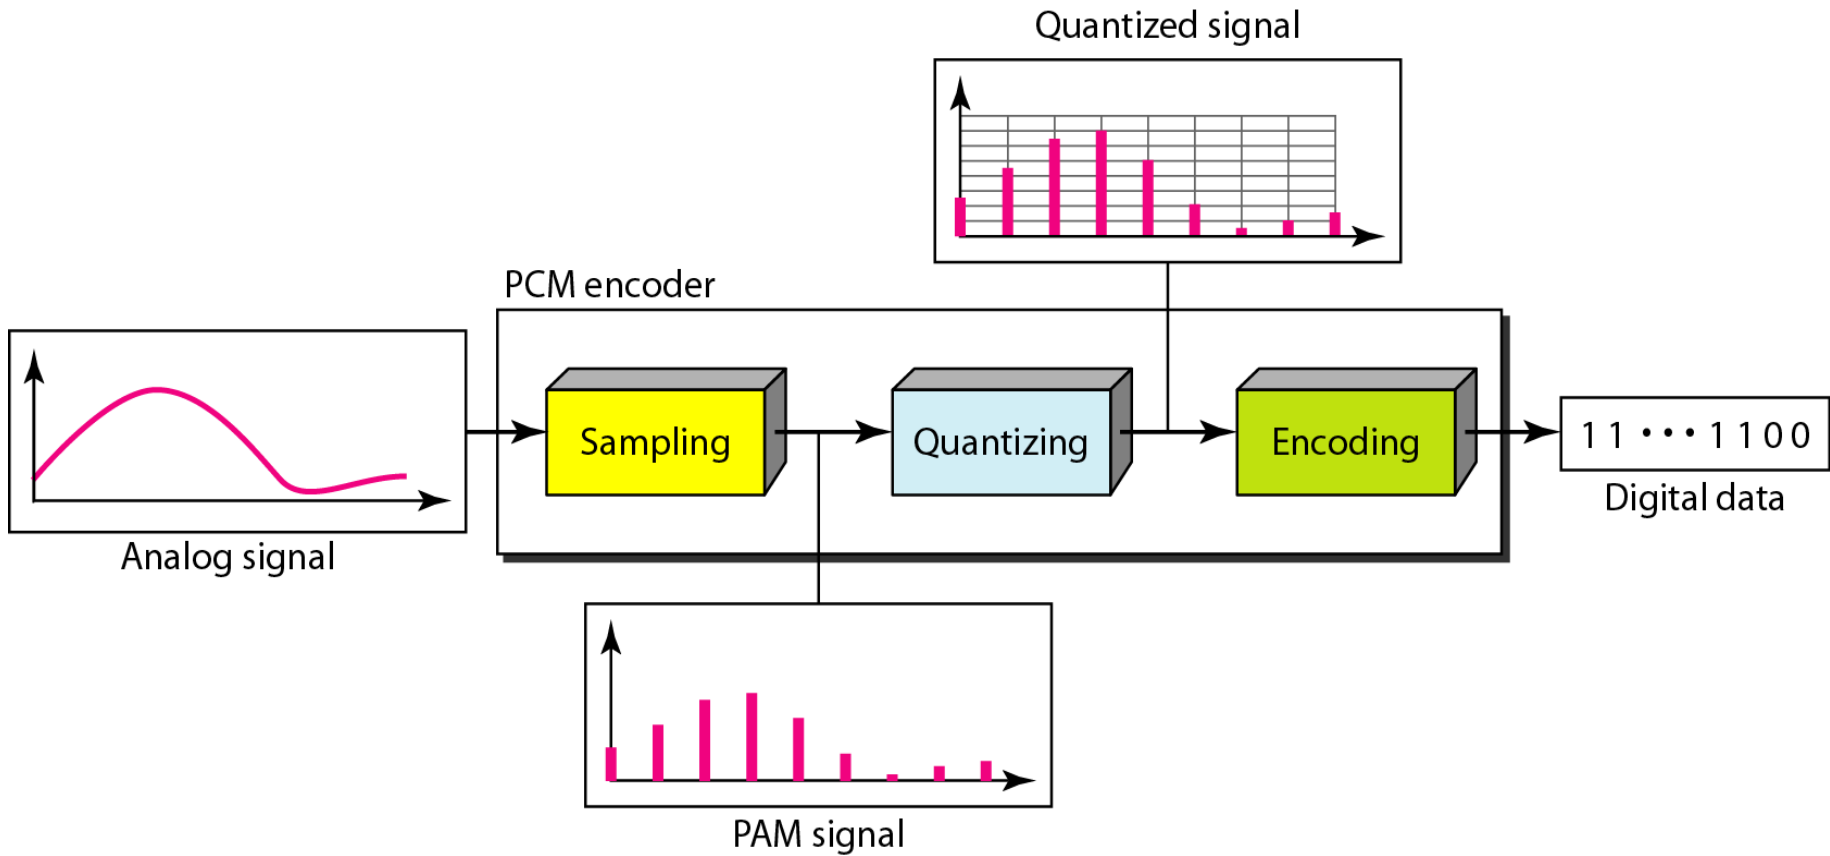 Quantized signal
PCM encoder
Sampling
Quantizing
Encoding
11···1100
Digital data
Analog signal
PAM signal